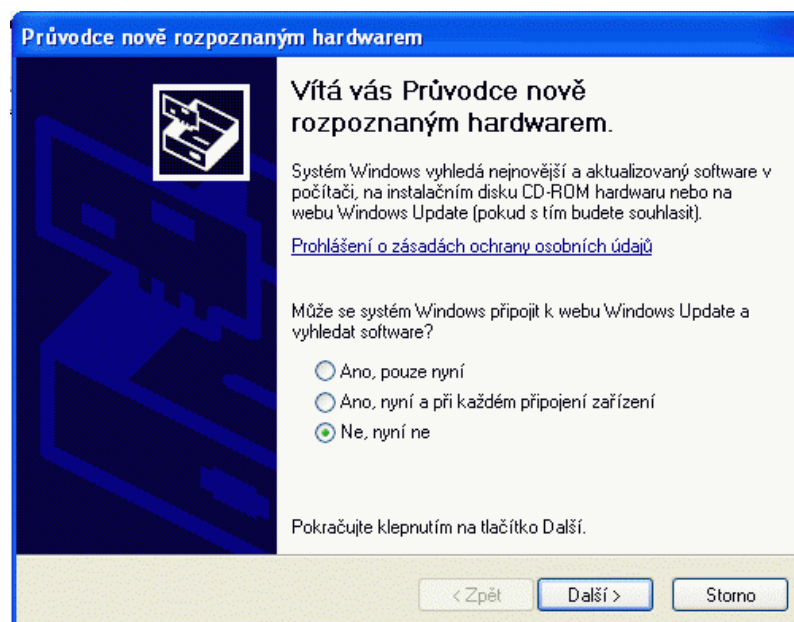 Průvodce nově rozpoznaným hardwarem
Vítá vás Průvodce nově
rozpoznaným hardwarem.
Systém Windows vyhledá nejnovější a aktualizovaný software v
počítači, na instalačním disku CD-ROM hardwaru nebo na
webu Windows Update (pokud s tím budete souhlasit).
Prohlášení o zásadách ochrany osobních údajů
Může se systém Windows připojit k webu Windows Update a
vyhledat software?
Ano, pouze nyní
Ano, nyní a při každém připojení zařízení
Ne, nyní ne
Pokračujte klepnutím na tlačítko Další.
< Zpět
Další >
Storno